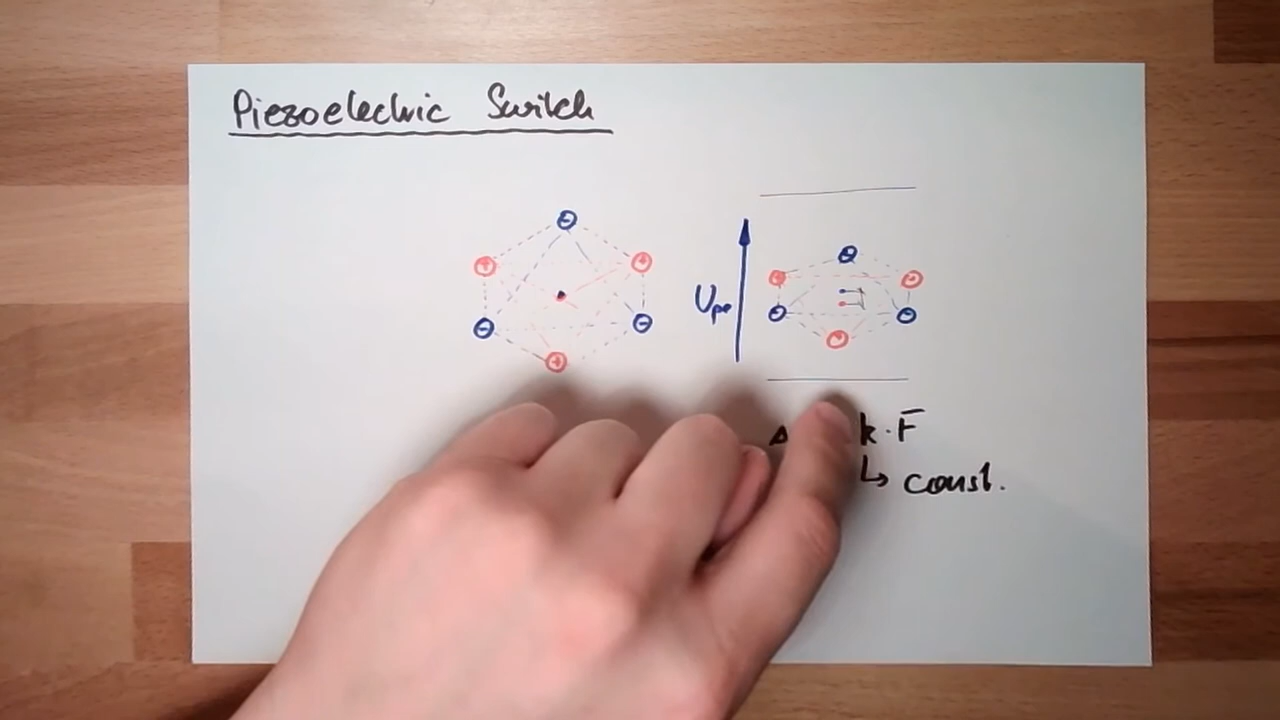 Piezoelectric Switch
⊖
⊕ ⊕
⊖ ⊖
⊕
Upe
⊖
⊕ ⊕
⊖ ⊖
⊕
k · F
↳ const.